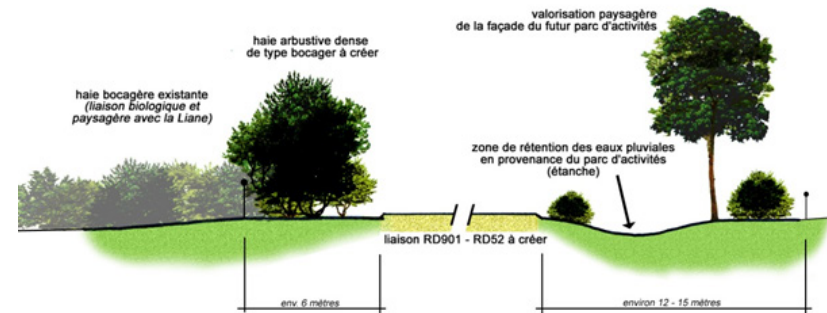 valorisation paysagère
de la façade du futur parc d'activités
haie arbustive dense
de type bocager à créer
haie bocagère existante
(liaison biologique et
paysagère avec la Liane)
zone de rétention des eaux pluviales
en provenance du parc d'activités
(étanche)
liaison RD901 - RD52 à créer
env. 6 mètres
environ 12 - 15 mètres